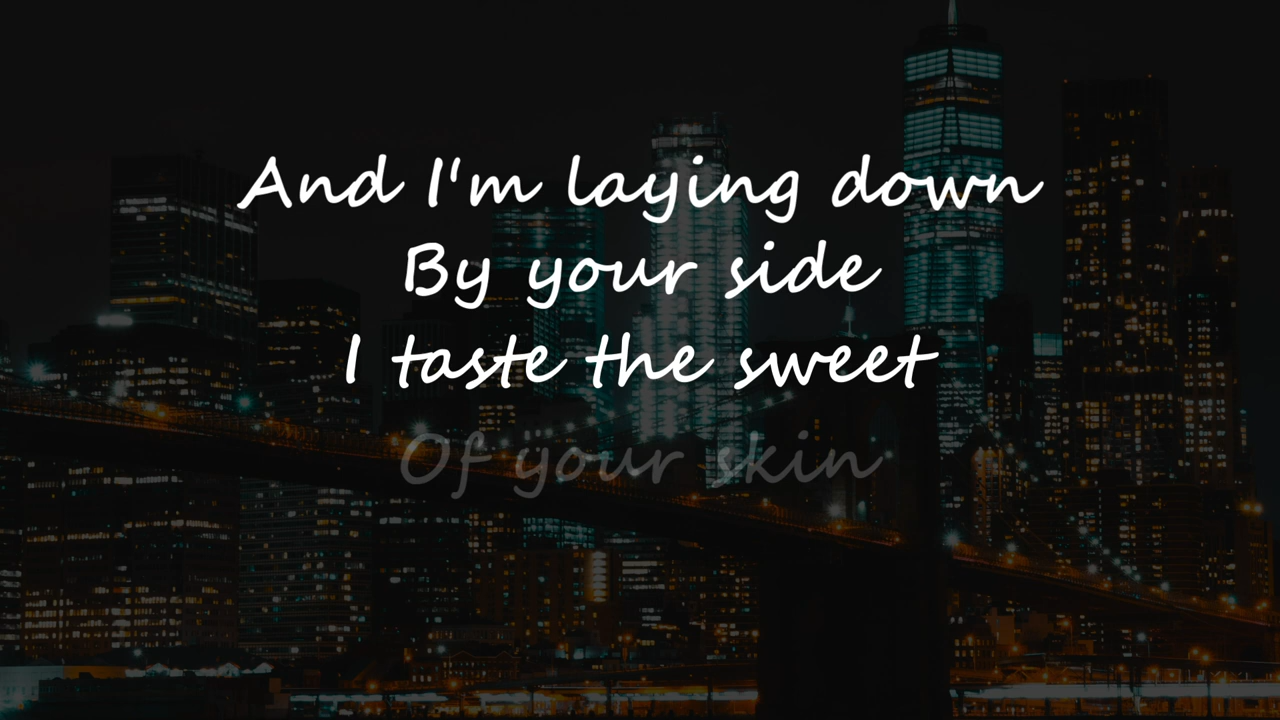 And I'm laying down
By your side
I taste the sweet
Of your skin